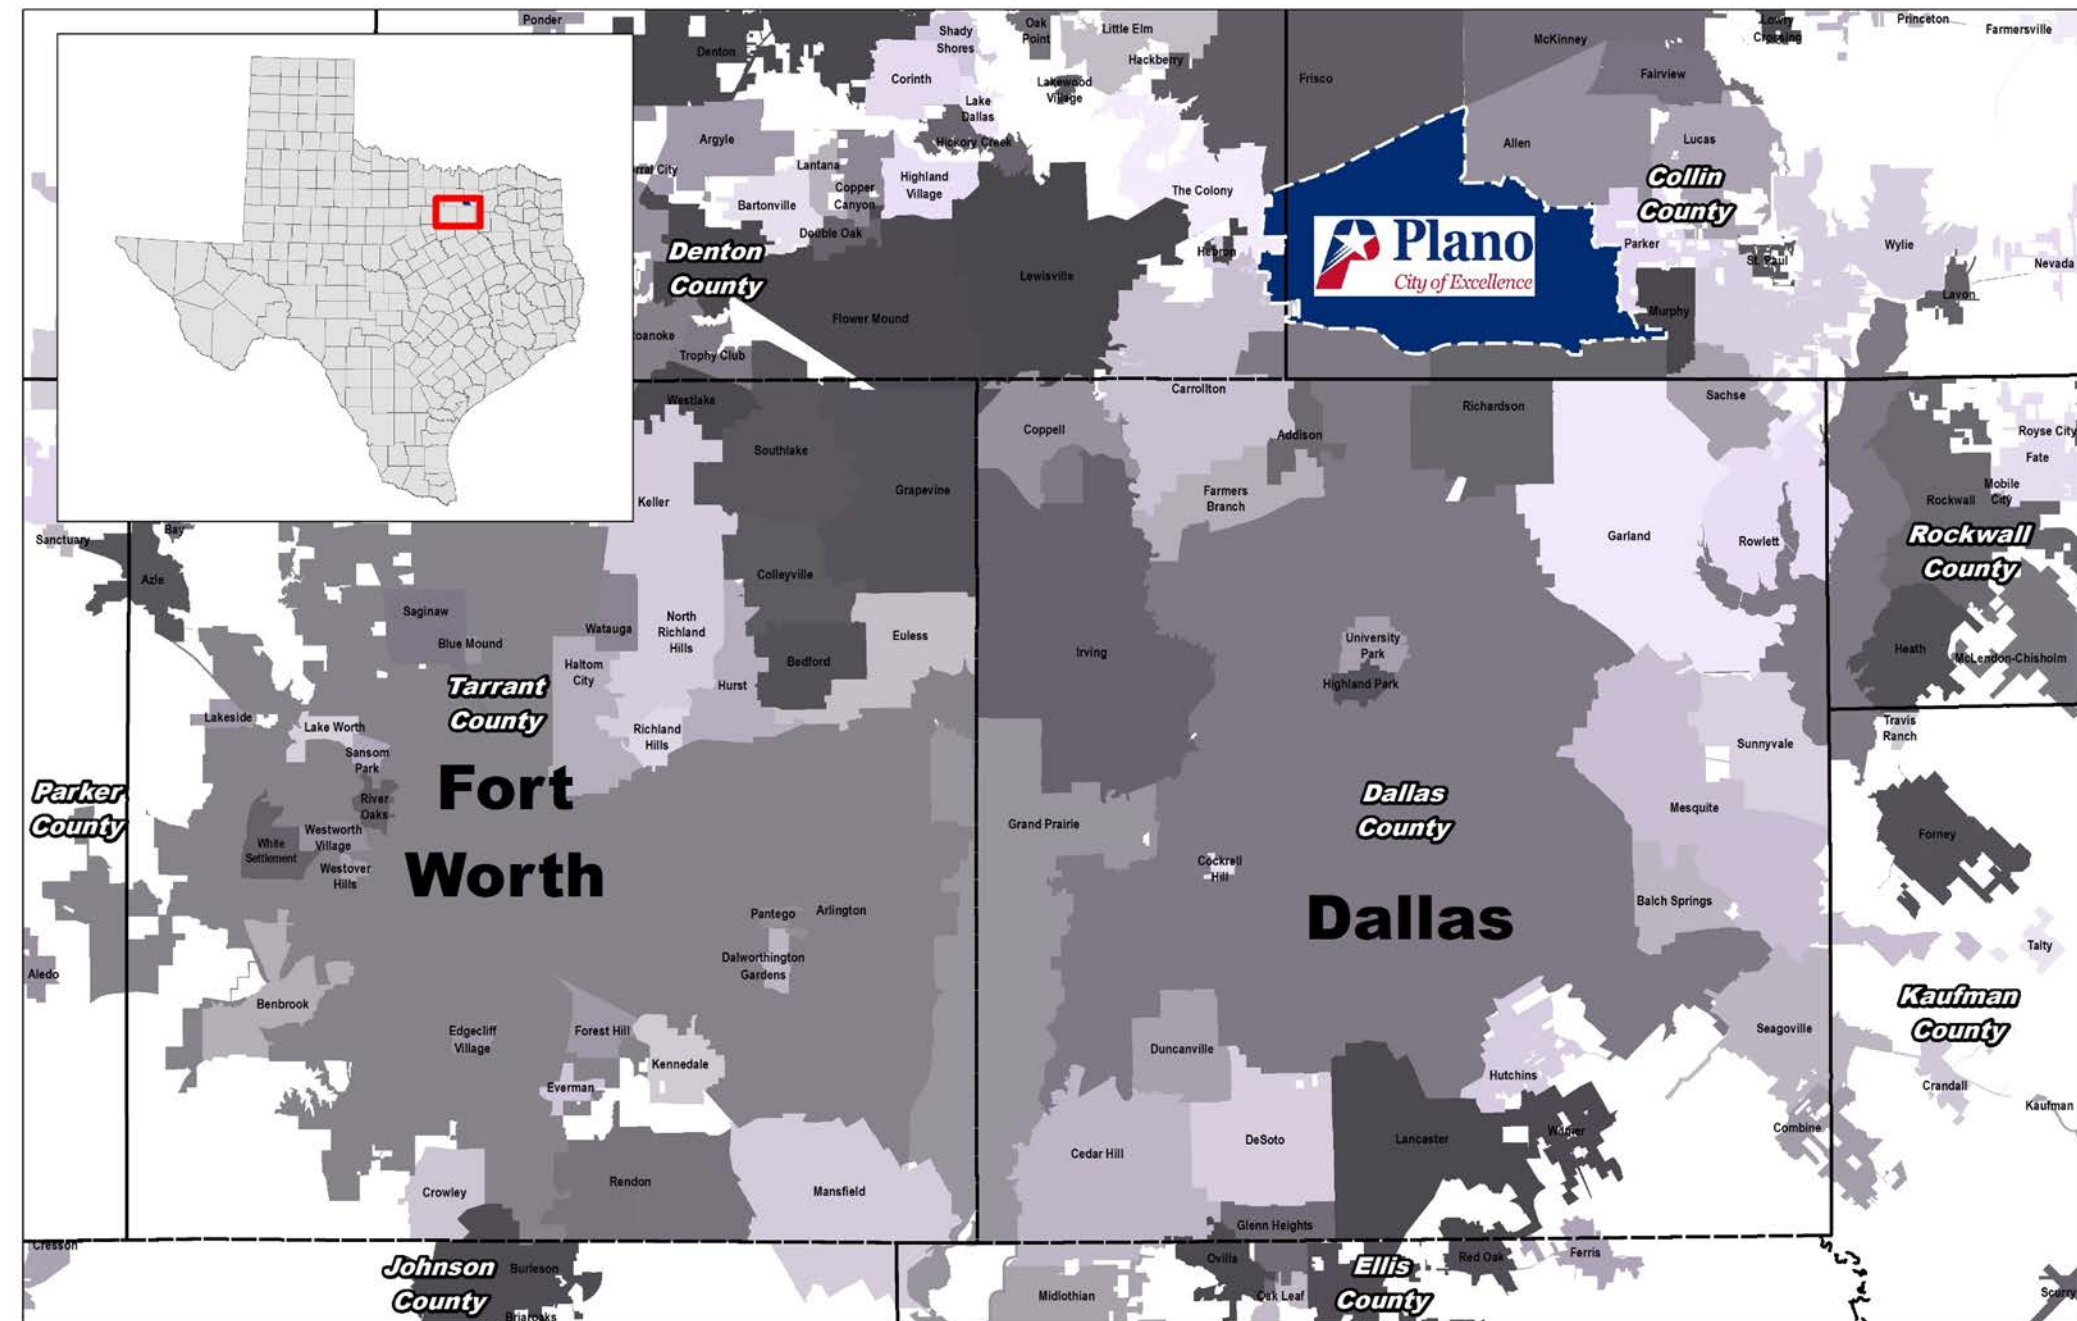 Ponder
Denton
Shady
Shores
Oak
Point
Little Elm
Hackberry
Lakewood
Village
Corinth
Lake
Dallas
Hickory Creek
Frisco
McKinney
Lowry
Crossing
Princeton
Farmersville
Fairview
Argyle
Lantana
Copper
Canyon
Bartonville
Double Oak
Highland
Village
The Colony
Hebron
Allen
Lucas
Collin
County
Parker
St. Paul
Wylie
Nevada
Lavon
Murphy
Plano
City of Excellence
Denton
County
Lewisville
Flower Mound
Trophy Club
Westlake
Southlake
Keller
Grapevine
Colleyville
Coppell
Carrollton
Addison
Farmers
Branch
Richardson
Sachse
Garland
Rowlett
Royse City
Fate
Mobile
City
Rockwall
Rockwall
County
Heath
McLendon-Chisholm
Sanctuary
Bay
Azle
Saginaw
Blue Mound
Watauga
North
Richland
Hills
Haltom
City
Hurst
Bedford
Euless
Richland
Hills
Irving
University
Park
Highland Park
Tarrant
County
Lakeside
Lake Worth
Sansom
Park
River
Oaks
Westworth
Village
White
Settlement
Westover
Hills
Fort
Worth
Parker
County
Grand Prairie
Dallas
County
Cockrell
Hill
Dallas
Sunnyvale
Mesquite
Balch Springs
Travis
Ranch
Forney
Talty
Kaufman
County
Aledo
Benbrook
Pantego
Arlington
Dalworthington
Gardens
Edgecliff
Village
Forest Hill
Kennedale
Everman
Duncanville
Hutchins
Seagoville
Crandall
Kaufman
Combine
Wilmer
Lancaster
DeSoto
Cedar Hill
Glenn Heights
Crowley
Rendon
Mansfield
Cresson
Johnson
County
Burleson
Briaroaks
Midlothian
Ovilla
Oak Leaf
Ellis
County
Red Oak
Ferris
Scurry